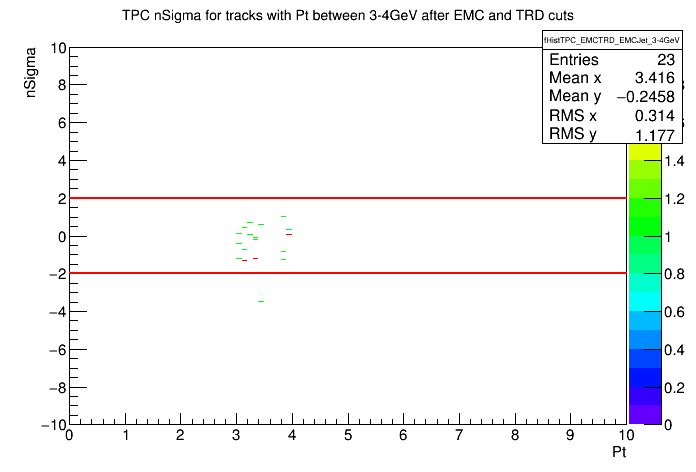 TPC nSigma for tracks with Pt between 3-4GeV after EMC and TRD cuts
fHistTPC_EMCTRD_EMCJet_3-4GeV
Entries 23
Mean x 3.416
Mean y −0.2458
RMS x 0.314
RMS y 1.177
nSigma
10
8
6
4
2
0
−2
−4
−6
−8
−10
0 1 2 3 4 5 6 7 8 9 10
Pt
1.4
1.2
1
0.8
0.6
0.4
0.2
0